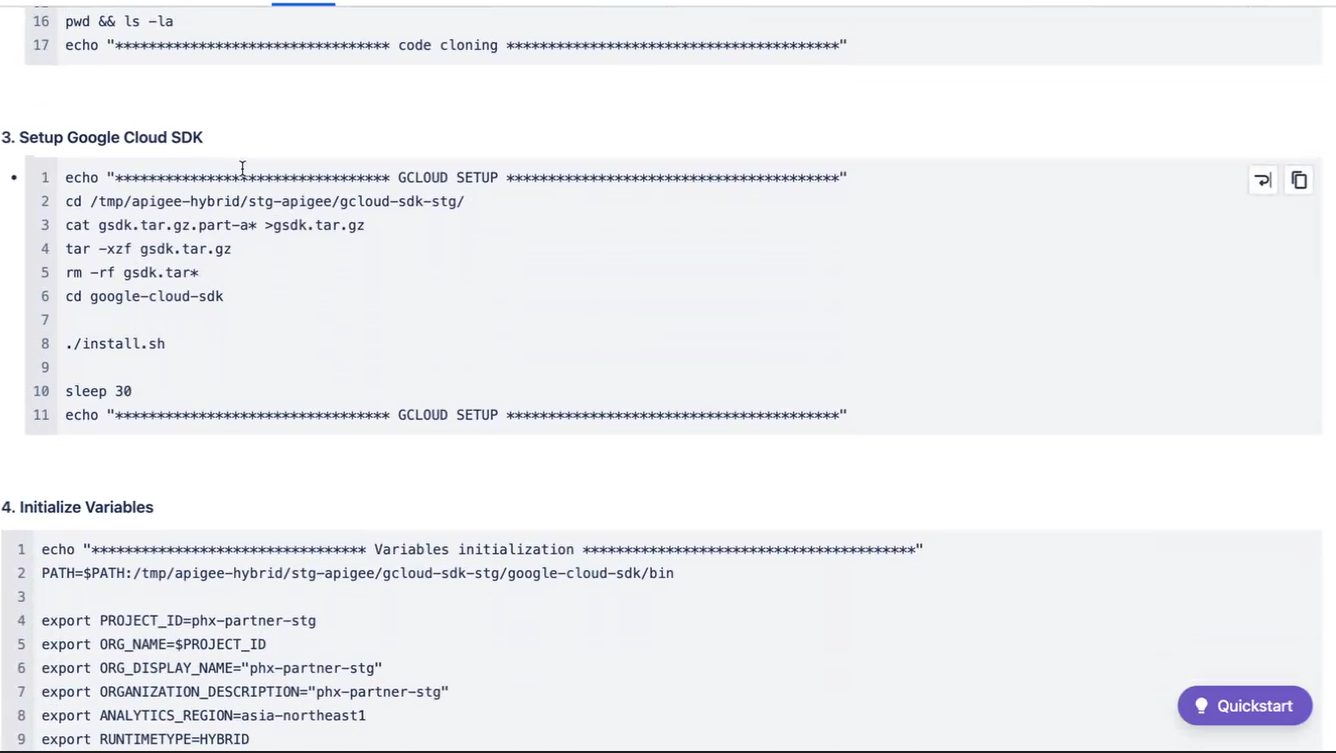 16 pwd && ls -la
17 echo "********************************* code cloning ****************************************"
3. Setup Google Cloud SDK
1 echo "********************************* GCLOUD SETUP ****************************************"
2 cd /tmp/apigee-hybrid/stg-apigee/gcloud-sdk-stg/
3 cat gsdk.tar.gz.part-a* >gsdk.tar.gz
4 tar -xzf gsdk.tar.gz
5 rm -rf gsdk.tar*
6 cd google-cloud-sdk
7
8 ./install.sh
9
10 sleep 30
11 echo "********************************* GCLOUD SETUP ****************************************"
4. Initialize Variables
1 echo "********************************* Variables initialization ****************************************"
2 PATH=$PATH:/tmp/apigee-hybrid/stg-apigee/gcloud-sdk-stg/google-cloud-sdk/bin
3
4 export PROJECT_ID=phx-partner-stg
5 export ORG_NAME=$PROJECT_ID
6 export ORG_DISPLAY_NAME="phx-partner-stg"
7 export ORGANIZATION_DESCRIPTION="phx-partner-stg"
8 export ANALYTICS_REGION=asia-northeast1
9 export RUNTIMETYPE=HYBRID
Quickstart